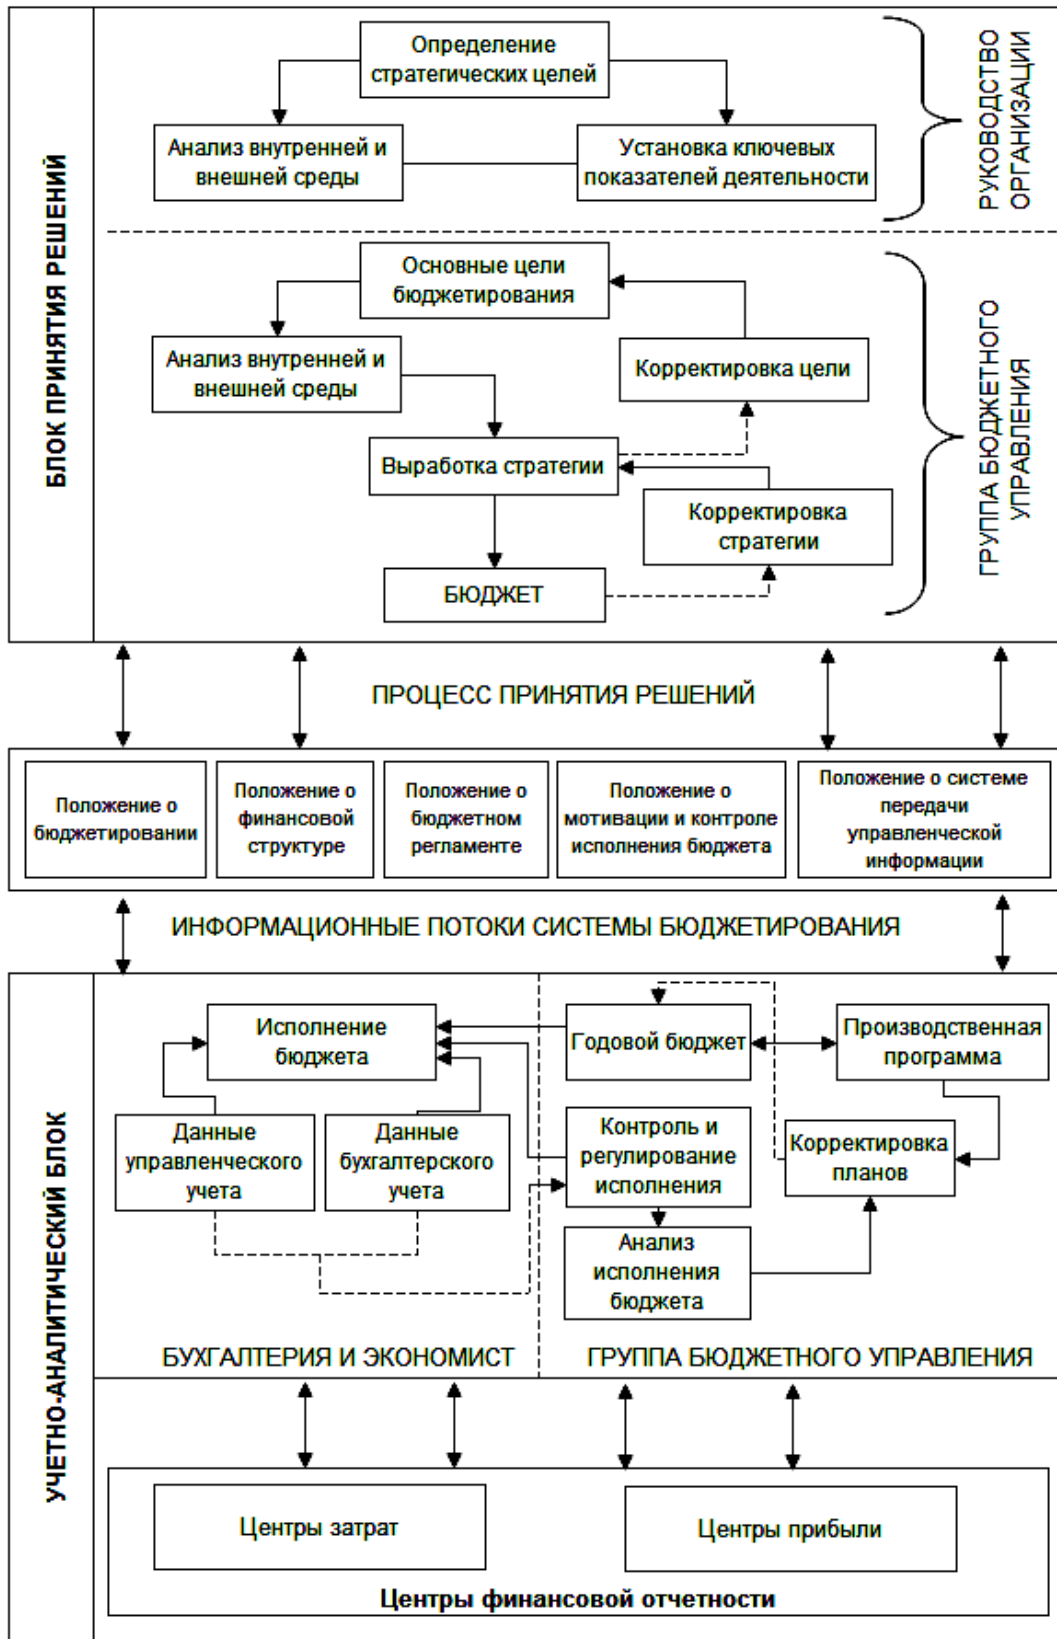 БЛОК ПРИНЯТИЯ РЕШЕНИЙ
Определение
стратегических целей
Анализ внутренней и
внешней среды
Установка ключевых
показателей деятельности
РУКОВОДСТВО
ОРГАНИЗАЦИИ
Основные цели
бюджетирования
Анализ внутренней и
внешней среды
Корректировка цели
Выработка стратегии
Корректировка
стратегии
БЮДЖЕТ
ГРУППА БЮДЖЕТНОГО
УПРАВЛЕНИЯ
ПРОЦЕСС ПРИНЯТИЯ РЕШЕНИЙ
Положение о
бюджетировании
Положение о
финансовой
структуре
Положение о
бюджетном
регламенте
Положение о
мотивации и контроле
исполнения бюджета
Положение о системе
передачи
управленческой
информации
ИНФОРМАЦИОННЫЕ ПОТОКИ СИСТЕМЫ БЮДЖЕТИРОВАНИЯ
УЧЕТНО-АНАЛИТИЧЕСКИЙ БЛОК
Исполнение
бюджета
Годовой бюджет
Производственная
программа
Данные
управленческого
учета
Данные
бухгалтерского
учета
Контроль и
регулирование
исполнения
Корректировка
планов
Анализ
исполнения
бюджета
БУХГАЛТЕРИЯ И ЭКОНОМИСТ
ГРУППА БЮДЖЕТНОГО УПРАВЛЕНИЯ
Центры затрат
Центры прибыли
Центры финансовой отчетности